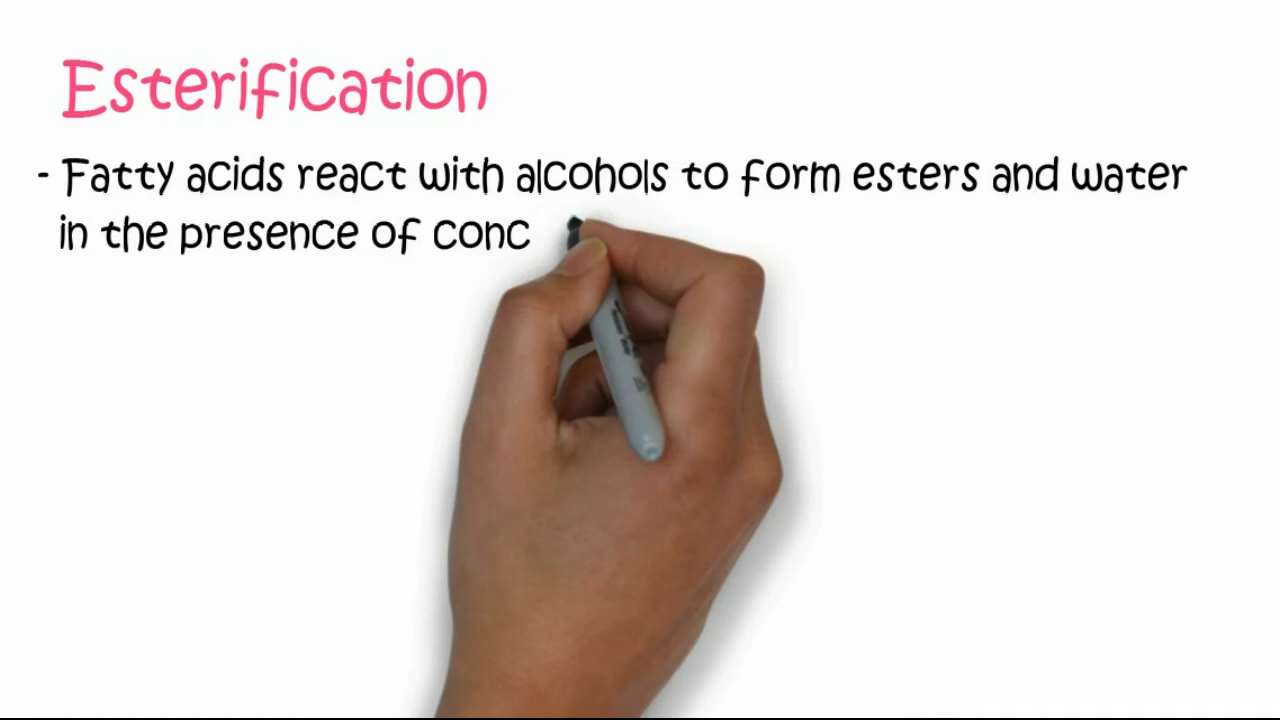 Esterification
- Fatty acids react with alcohols to form esters and water
in the presence of conc